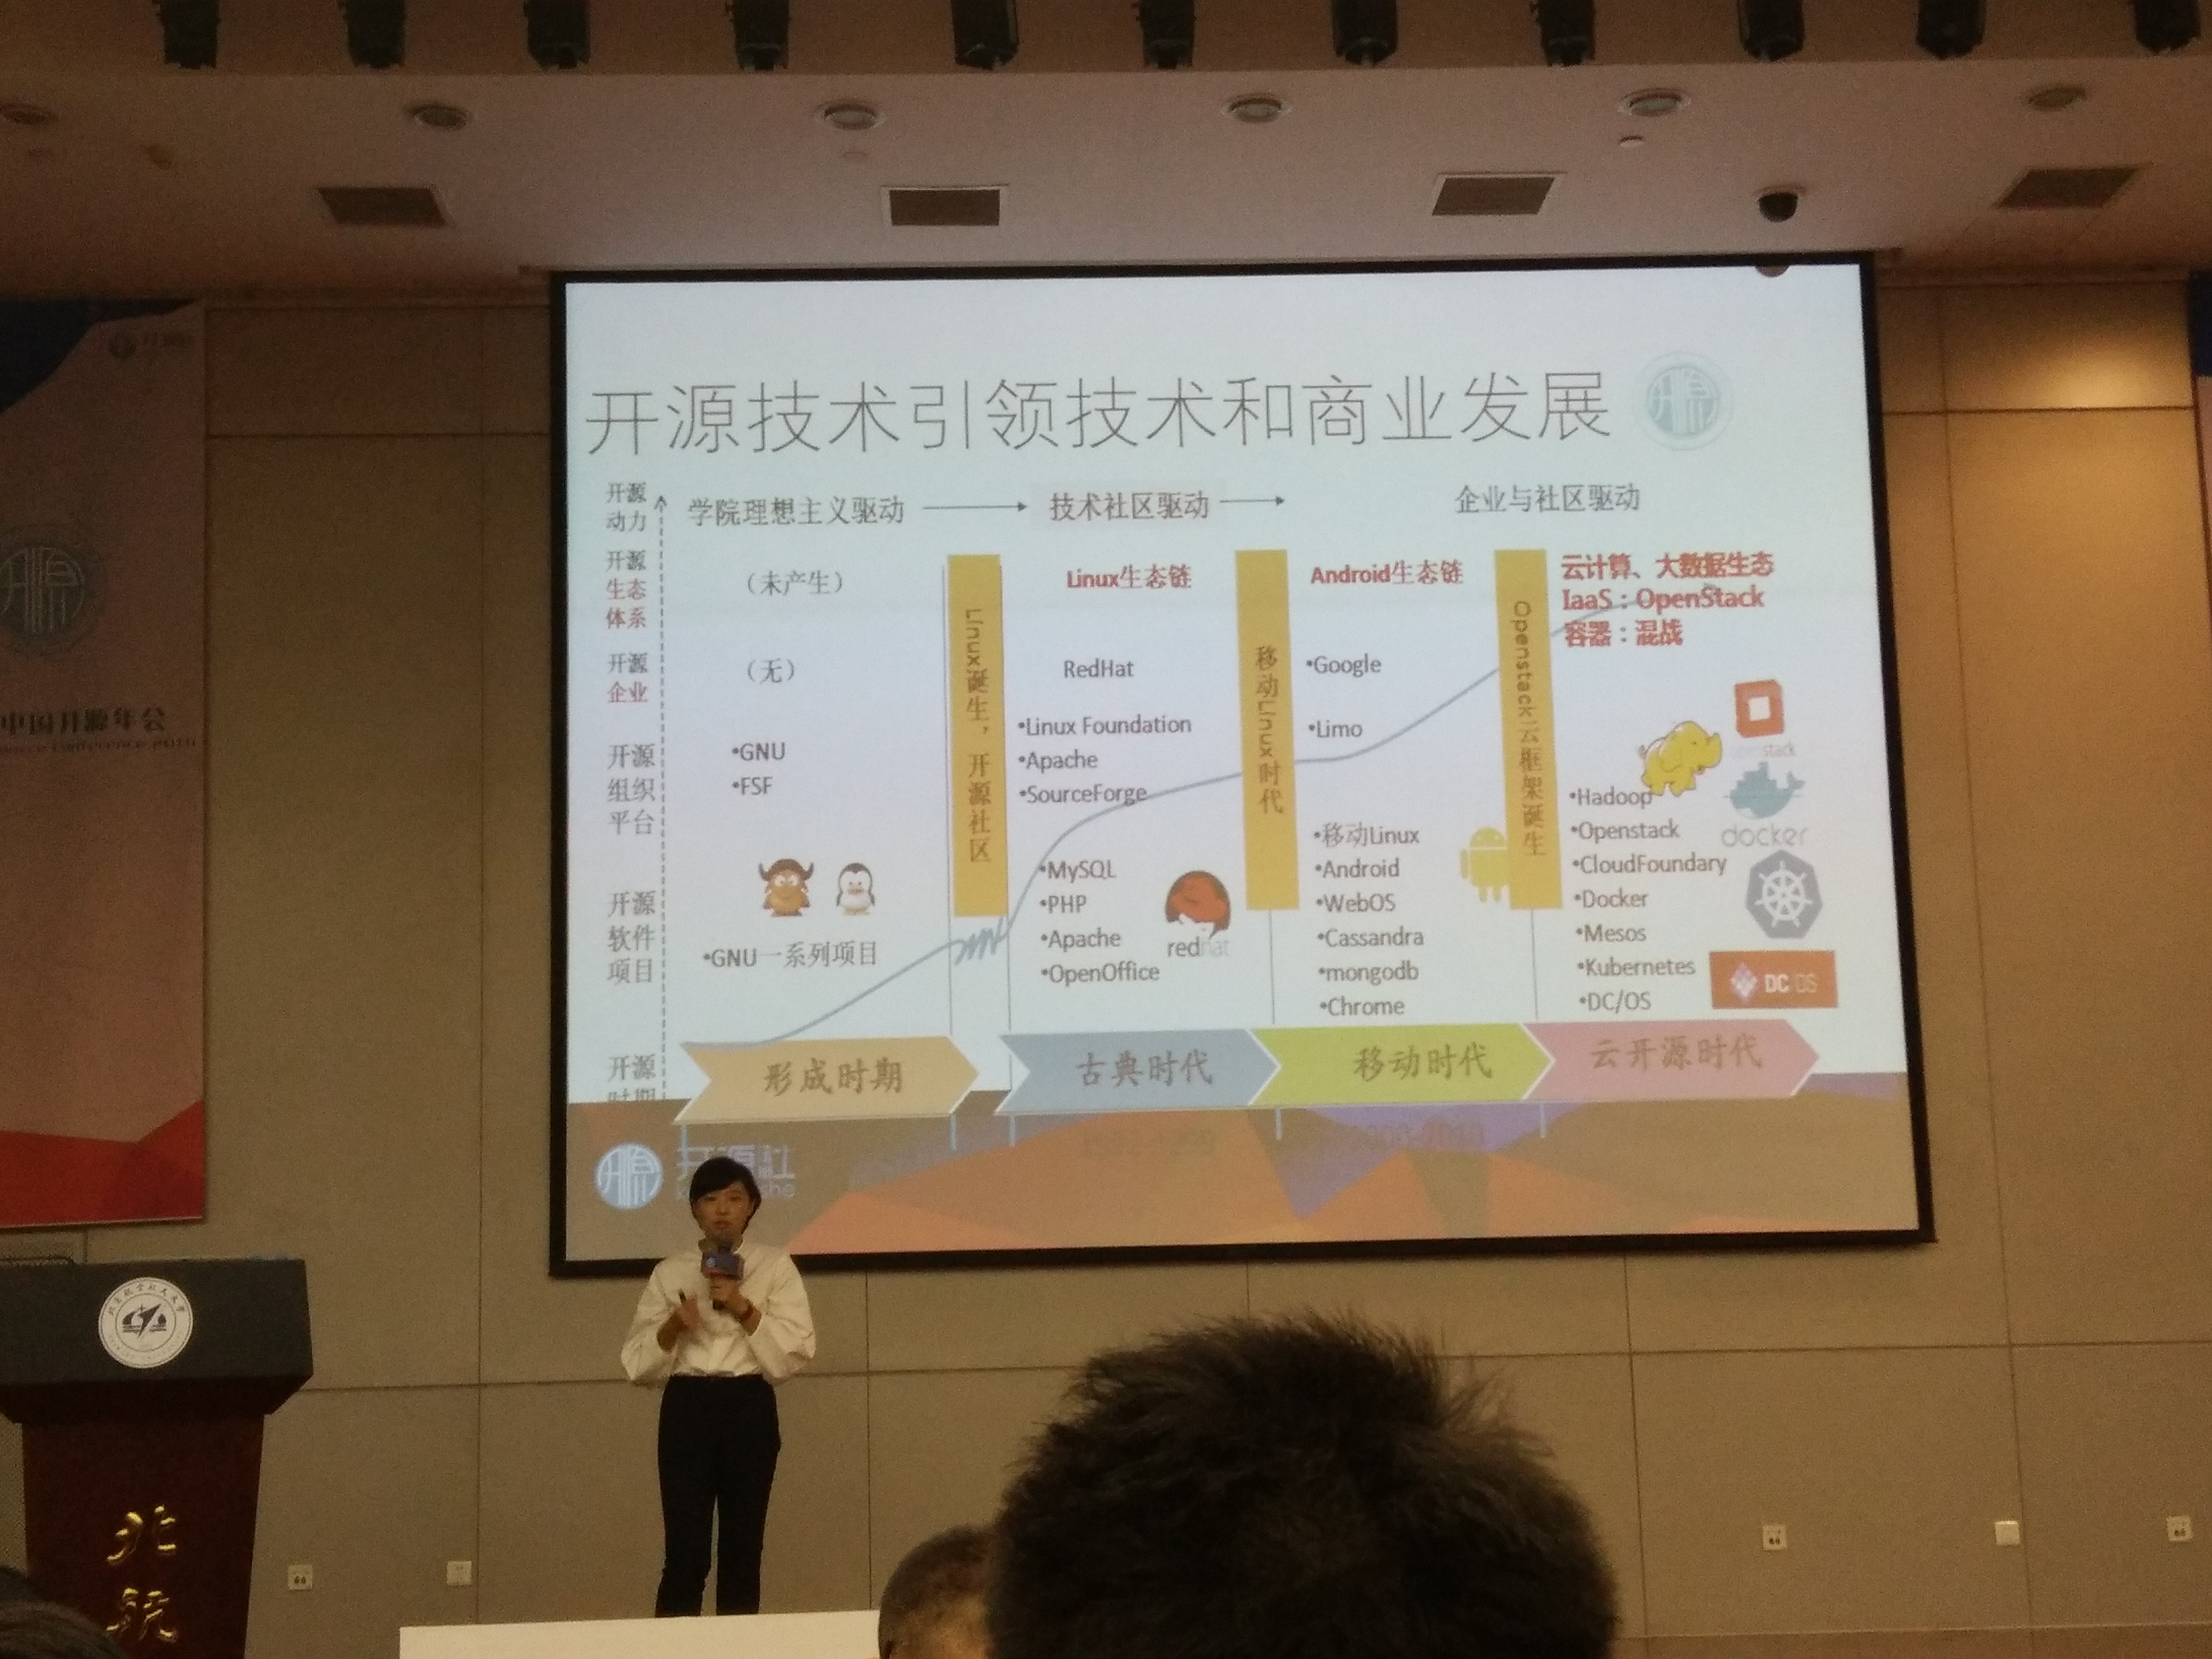 开源技术引领技术和商业发展
开源
动力
学院理想主义驱动
技术社区驱动
企业与社区驱动
开源
生态
体系
（未产生）
Linux生态链
Android生态链
云计算、大数据生态
IaaS：OpenStack
容器：混战
开源
企业
（无）
RedHat
•Google
•Limo
开源
组织
平台
•GNU
•FSF
•Linux Foundation
•Apache
•SourceForge
Linux诞生，开源社区
移动Linux时代
Openstack云框架诞生
开源
软件
项目
•GNU一系列项目
•MySQL
•PHP
•Apache
•OpenOffice
redhat
•移动Linux
•Android
•WebOS
•Cassandra
•mongodb
•Chrome
•Hadoop
•Openstack
•CloudFoundary
•Docker
•Mesos
•Kubernetes
•DC/OS
openstack
docker
DC/OS
开源
时期
形成时期
古典时代
移动时代
云开源时代
开源社
中国开源年会
北京航空航天大学
北航